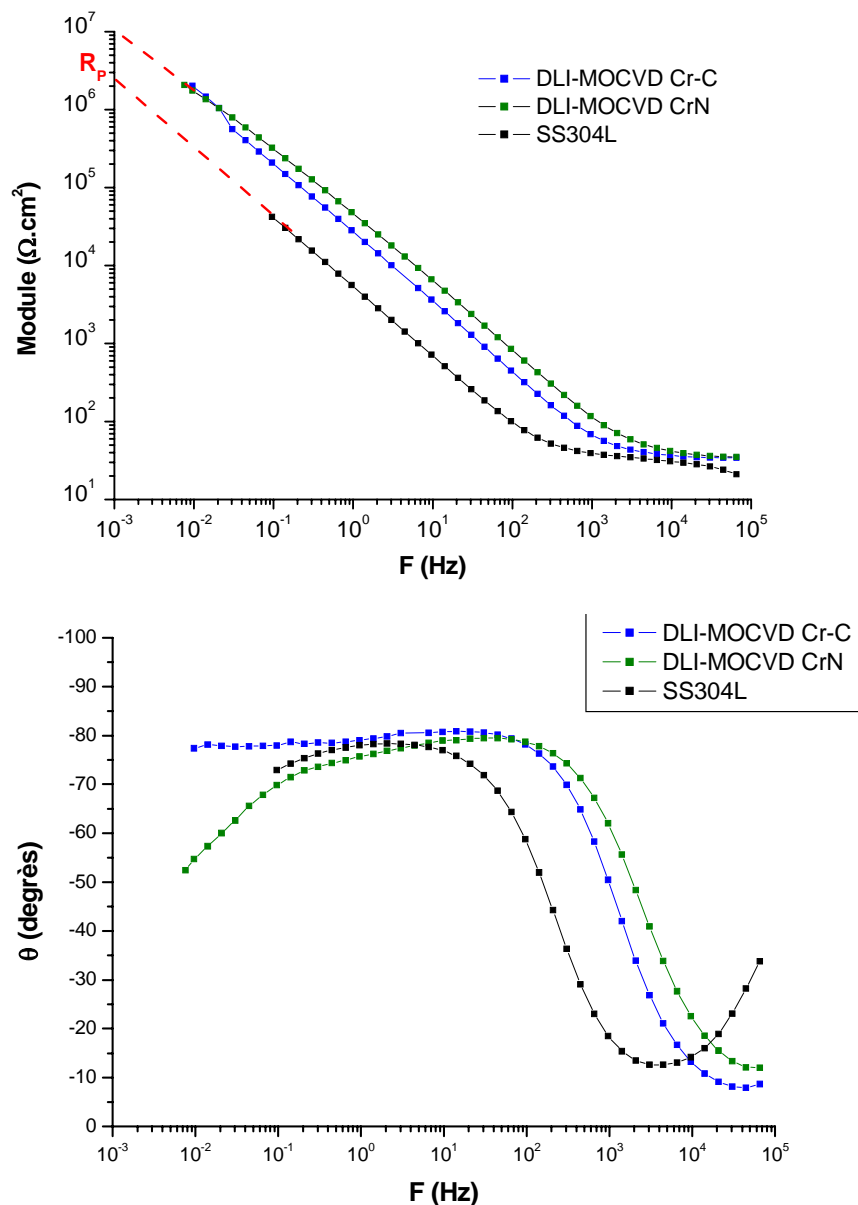 10^7
10^6
10^5
10^4
10^3
10^2
10^1
R_P
Module (Ω.cm²)
DLI-MOCVD Cr-C
DLI-MOCVD CrN
SS304L
10^-3 10^-2 10^-1 10^0 10^1 10^2 10^3 10^4 10^5
F (Hz)
-100
-90
-80
-70
-60
-50
-40
-30
-20
-10
0
θ (degrès)
DLI-MOCVD Cr-C
DLI-MOCVD CrN
SS304L
10^-3 10^-2 10^-1 10^0 10^1 10^2 10^3 10^4 10^5
F (Hz)